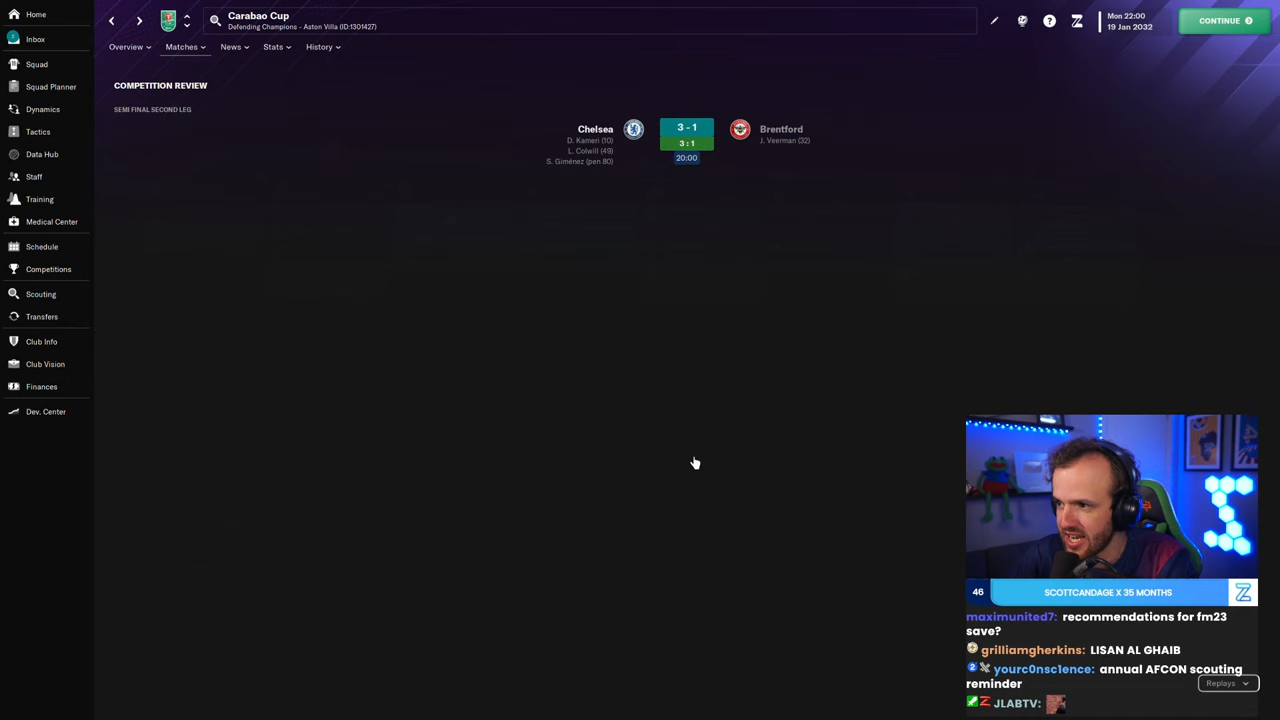 Home
Inbox
Squad
Squad Planner
Dynamics
Tactics
Data Hub
Staff
Training
Medical Center
Schedule
Competitions
Scouting
Transfers
Club Info
Club Vision
Finances
Dev. Center
Carabao Cup
Defending Champions - Aston Villa (ID:1301427)
Mon 22:00
19 Jan 2032
CONTINUE
Overview
Matches
News
Stats
History
COMPETITION REVIEW
SEMI FINAL SECOND LEG
Chelsea
D. Kameri (10)
L. Colwill (49)
S. Giménez (pen 80)
3 - 1
3 : 1
20:00
Brentford
J. Veerman (32)
46 SCOTTCANDAGE X 35 MONTHS
maximunited7: recommendations for fm23
save?
grilliamgherkins: LISAN AL GHAIB
2 yourc0nsc1ence: annual AFCON scouting
reminder
Replays
JLABTV: